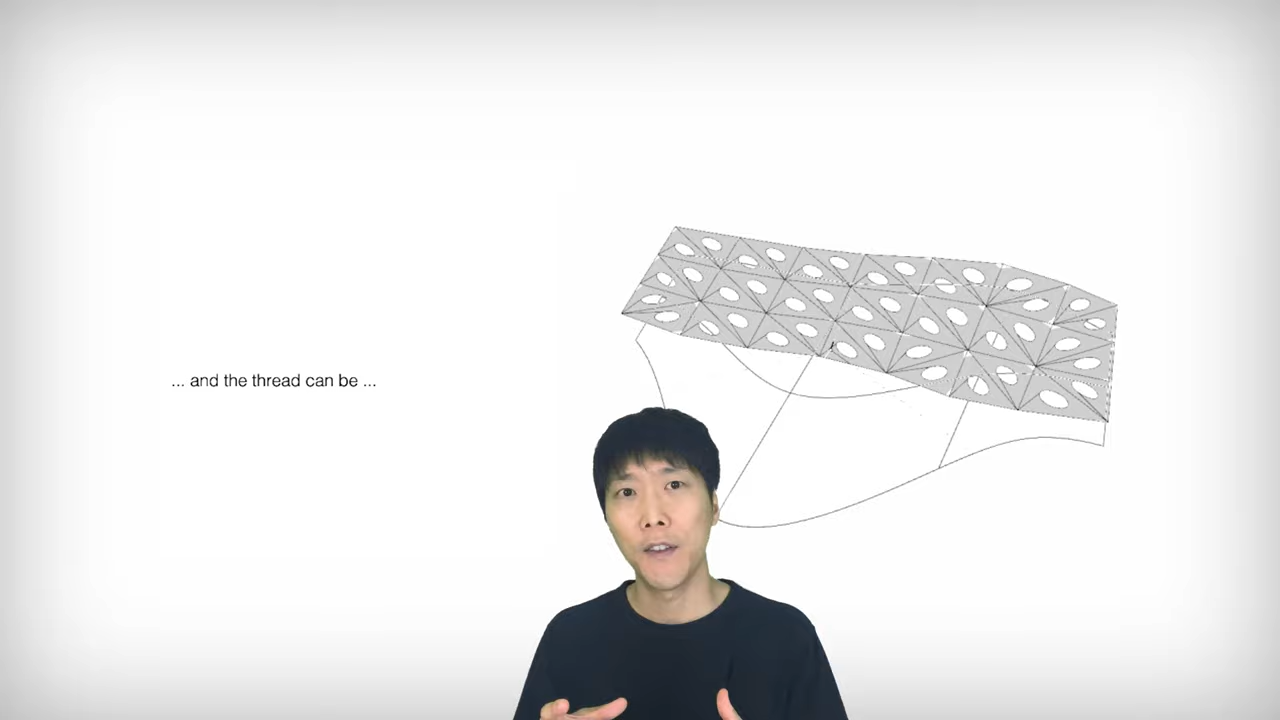 ... and the thread can be ...